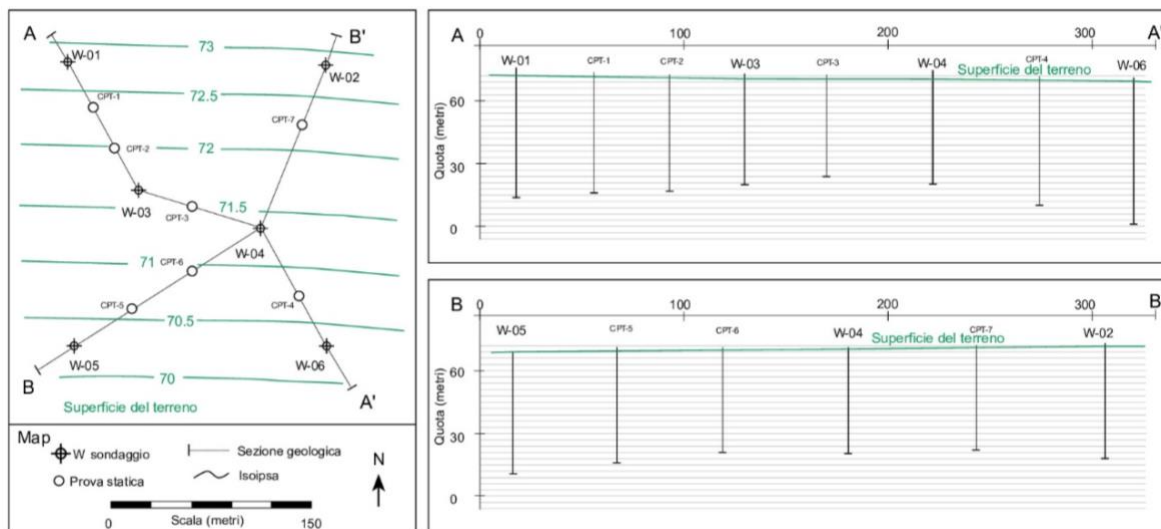 A
B'
73
W-01
W-02
72.5
CPT-1
CPT-7
72
CPT-2
W-03
CPT-3
71.5
W-04
71
CPT-6
CPT-5
CPT-4
70.5
W-05
W-06
B
70
A'
Superficie del terreno
Map
W sondaggio
Sezione geologica
Prova statica
Isoipsa
N
0
Scala (metri)
150
A
0
100
200
300
A'
W-01
CPT-1
CPT-2
W-03
CPT-3
W-04
CPT-4
W-06
Superficie del terreno
60
30
0
Quota (metri)
B
0
100
200
300
B
W-05
CPT-5
CPT-6
W-04
CPT-7
W-02
Superficie del terreno
60
30
0
Quota (metri)